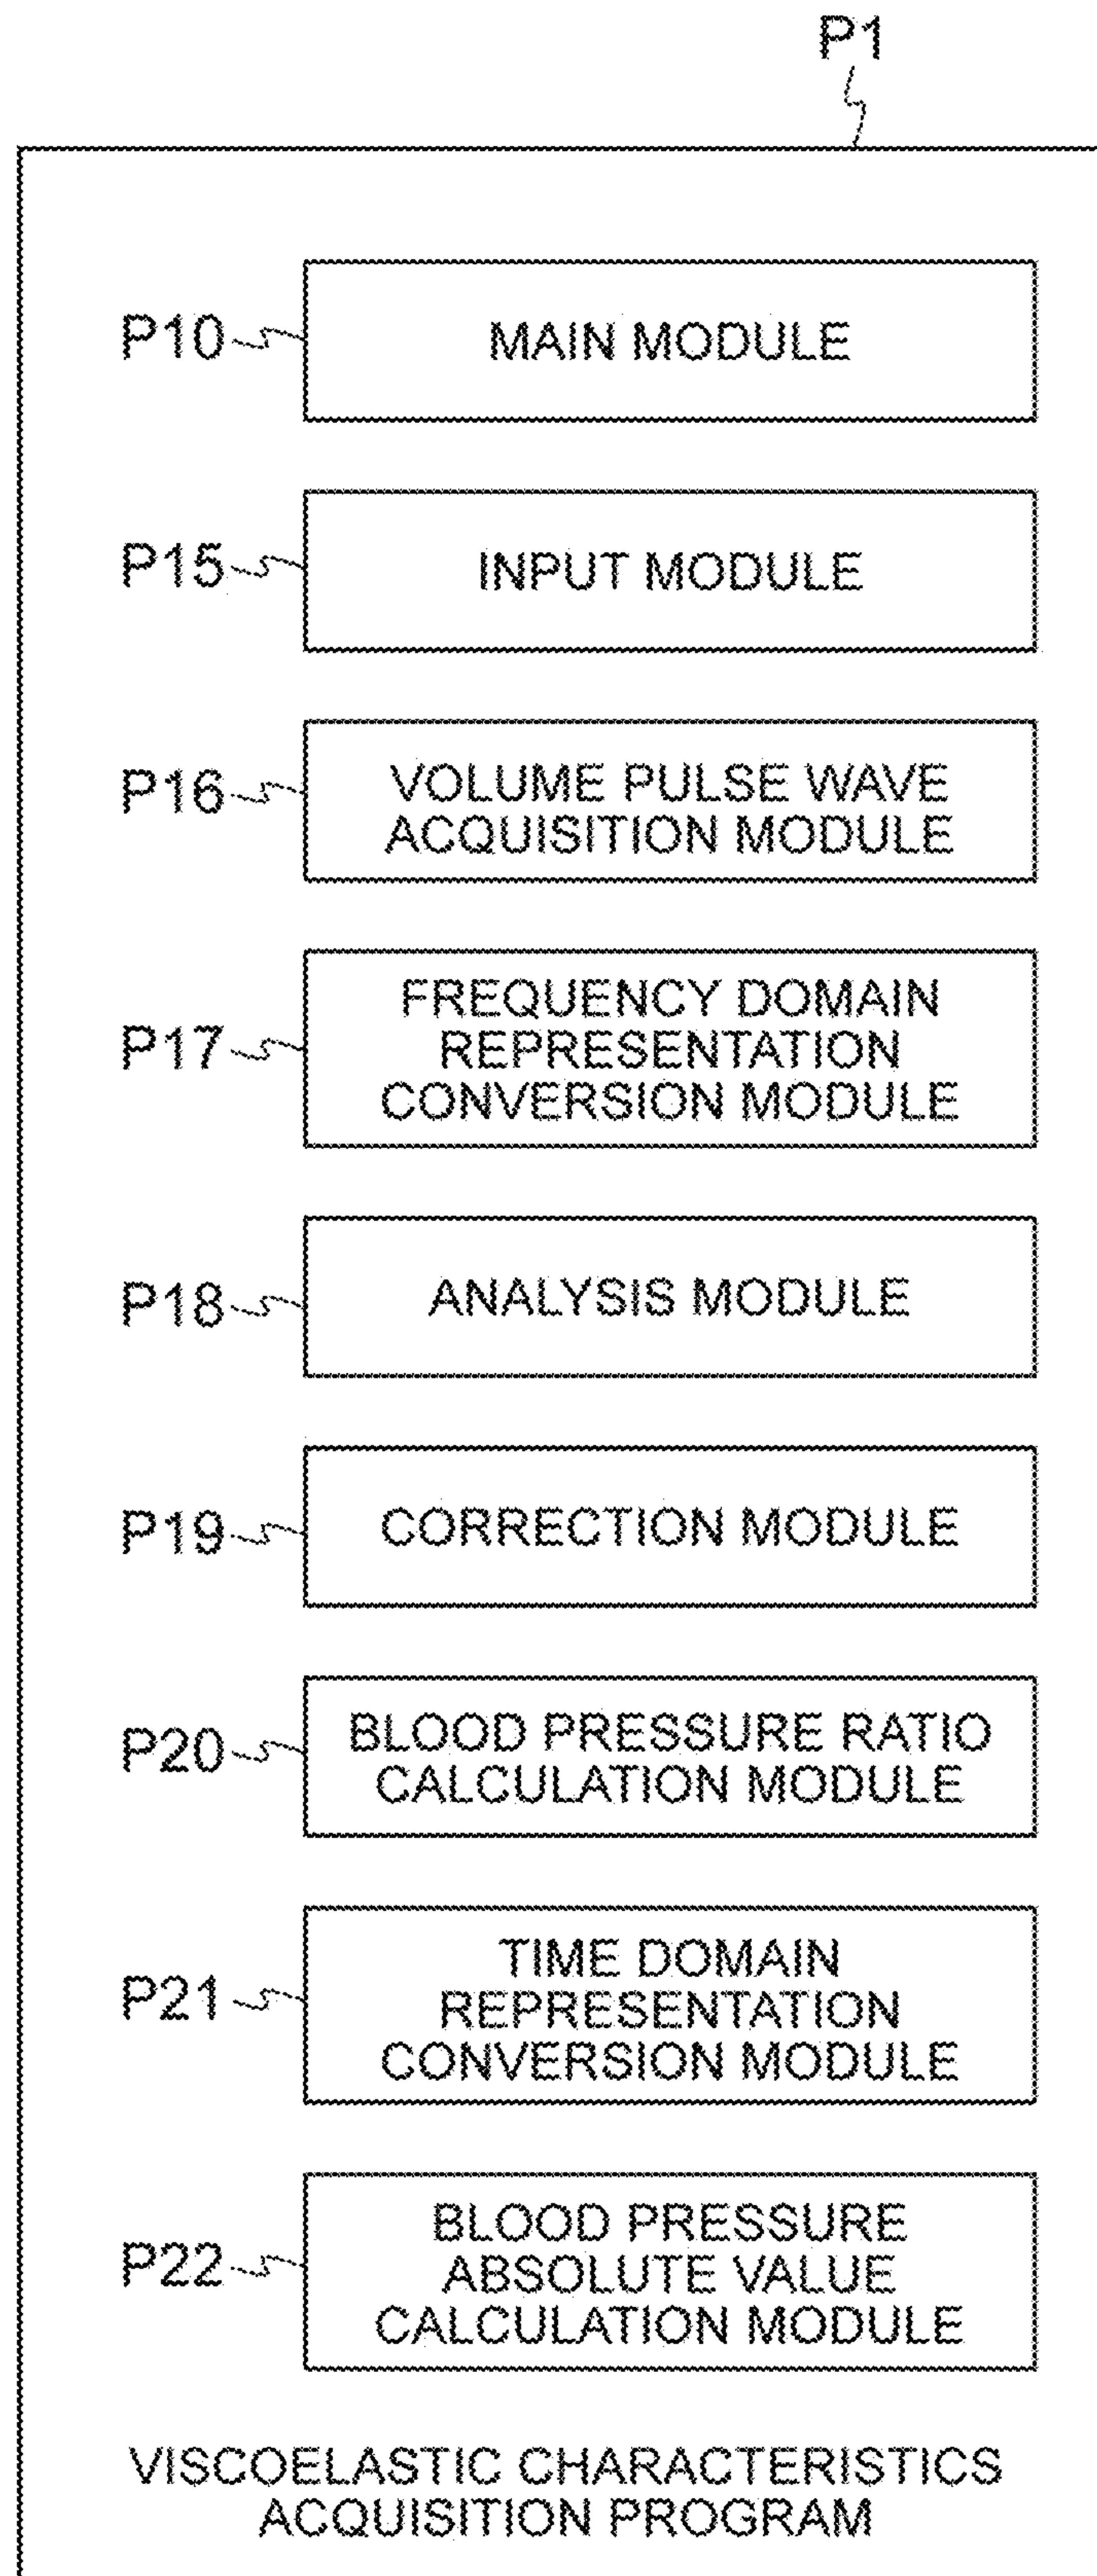 P1
P10
MAIN MODULE
P15
INPUT MODULE
P16
VOLUME PULSE WAVE
ACQUISITION MODULE
P17
FREQUENCY DOMAIN
REPRESENTATION
CONVERSION MODULE
P18
ANALYSIS MODULE
P19
CORRECTION MODULE
P20
BLOOD PRESSURE RATIO
CALCULATION MODULE
P21
TIME DOMAIN
REPRESENTATION
CONVERSION MODULE
P22
BLOOD PRESSURE
ABSOLUTE VALUE
CALCULATION MODULE
VISCOELASTIC CHARACTERISTICS
ACQUISITION PROGRAM